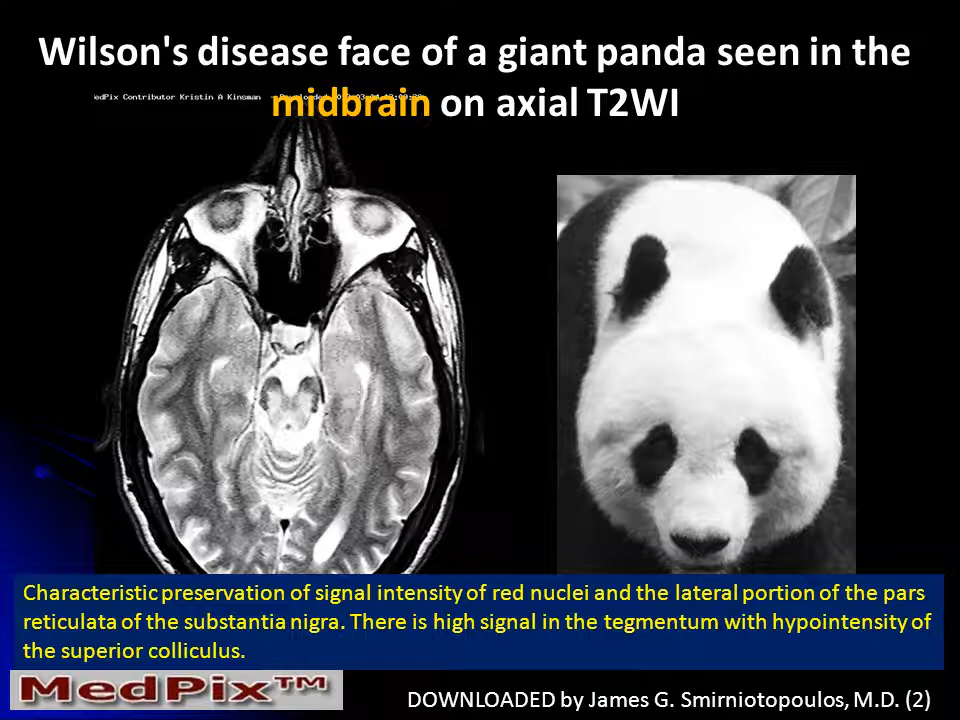 Wilson's disease face of a giant panda seen in the
midbrain on axial T2WI
edPix Contributor Kristin A Kinsman
Characteristic preservation of signal intensity of red nuclei and the lateral portion of the pars
reticulata of the substantia nigra. There is high signal in the tegmentum with hypointensity of
the superior colliculus.
MedPix™
DOWNLOADED by James G. Smirniotopoulos, M.D. (2)